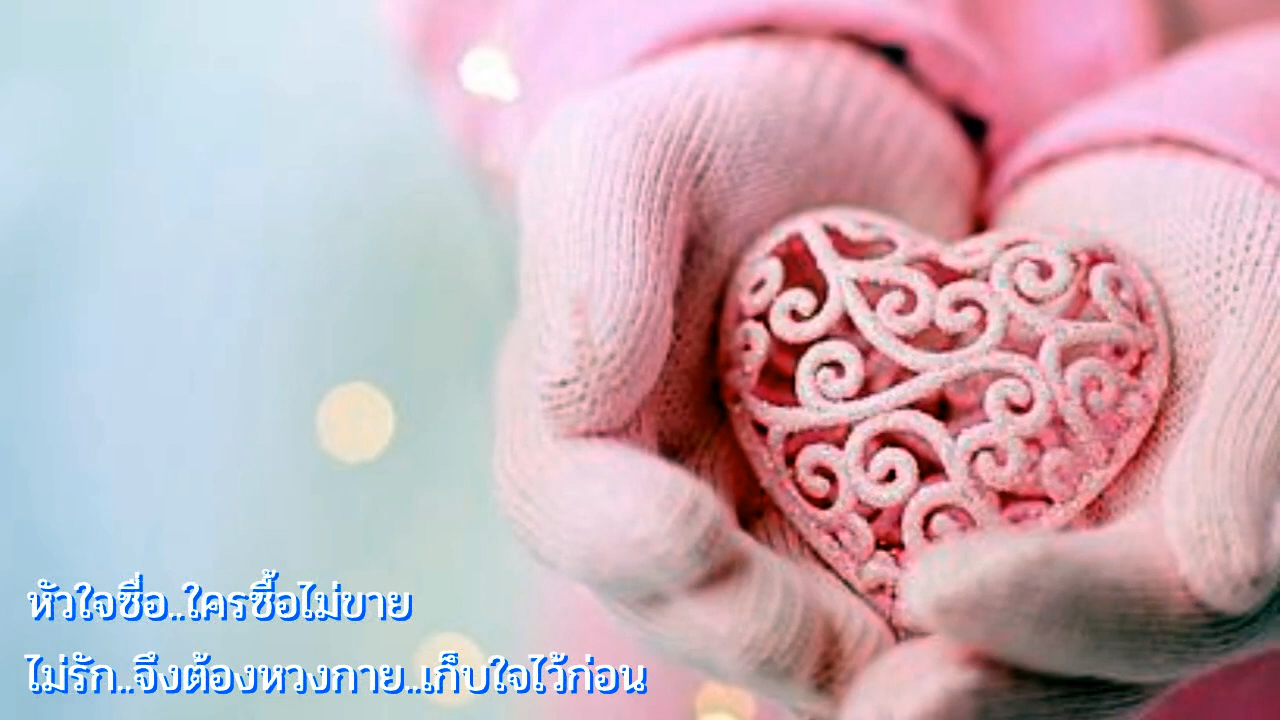 หัวใจซื่อ..ใครซื้อไม่ขาย
ไม่รัก..จึงต้องหวงกาย..เก็บใจไว้ก่อน